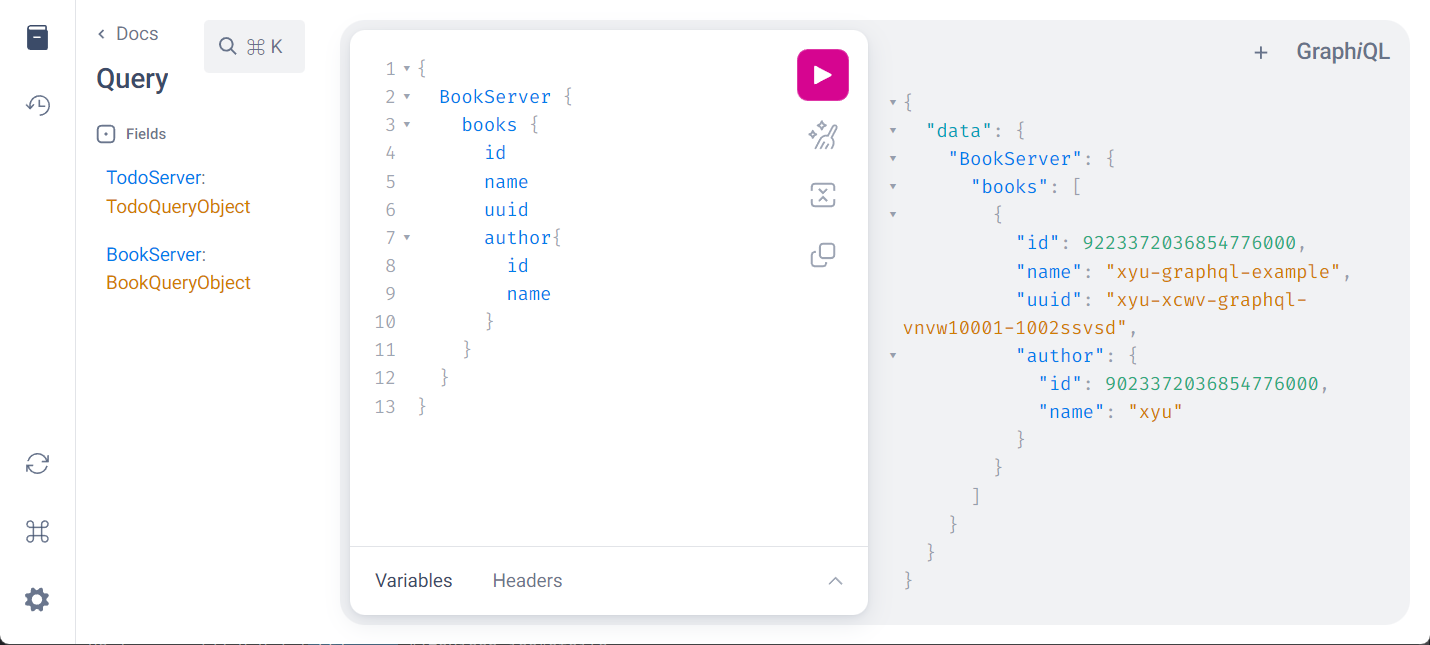 Docs
⌘ K
Query
Fields
TodoServer:
TodoQueryObject
BookServer:
BookQueryObject
1 {
2 BookServer {
3 books {
4 id
5 name
6 uuid
7 author{
8 id
9 name
10 }
11 }
12 }
13 }
Variables Headers
+ GraphiQL
{
"data": {
"BookServer": {
"books": [
{
"id": 9223372036854776000,
"name": "xyu-graphql-example",
"uuid": "xyu-xcwv-graphql-
vnvw10001-1002ssvsd",
"author": {
"id": 9023372036854776000,
"name": "xyu"
}
}
]
}
}
}